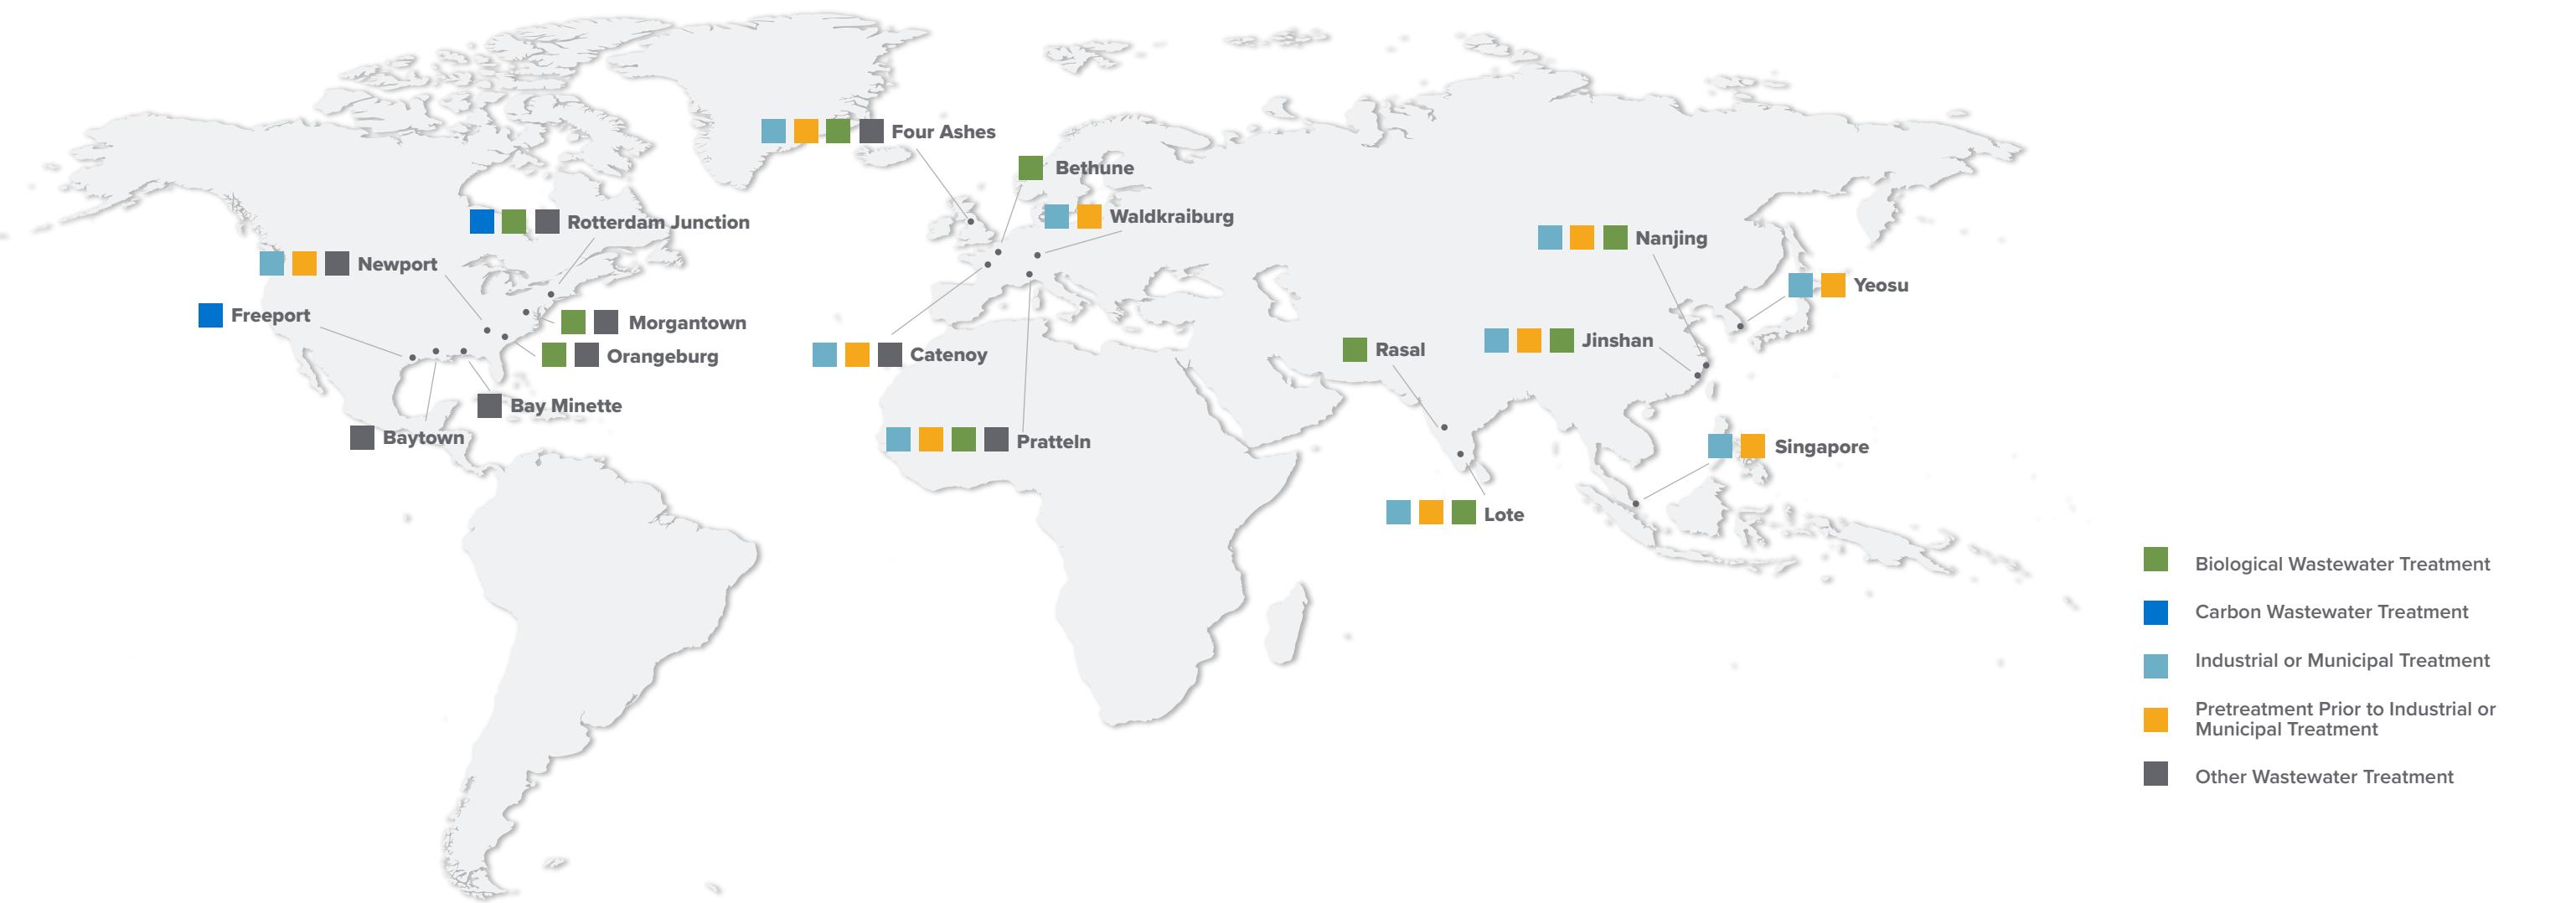 Four Ashes
Bethune
Waldkraiburg
Rotterdam Junction
Newport
Freeport
Morgantown
Orangeburg
Bay Minette
Baytown
Catenoy
Pratteln
Nanjing
Yeosu
Jinshan
Rasal
Singapore
Lote
Biological Wastewater Treatment
Carbon Wastewater Treatment
Industrial or Municipal Treatment
Pretreatment Prior to Industrial or
Municipal Treatment
Other Wastewater Treatment